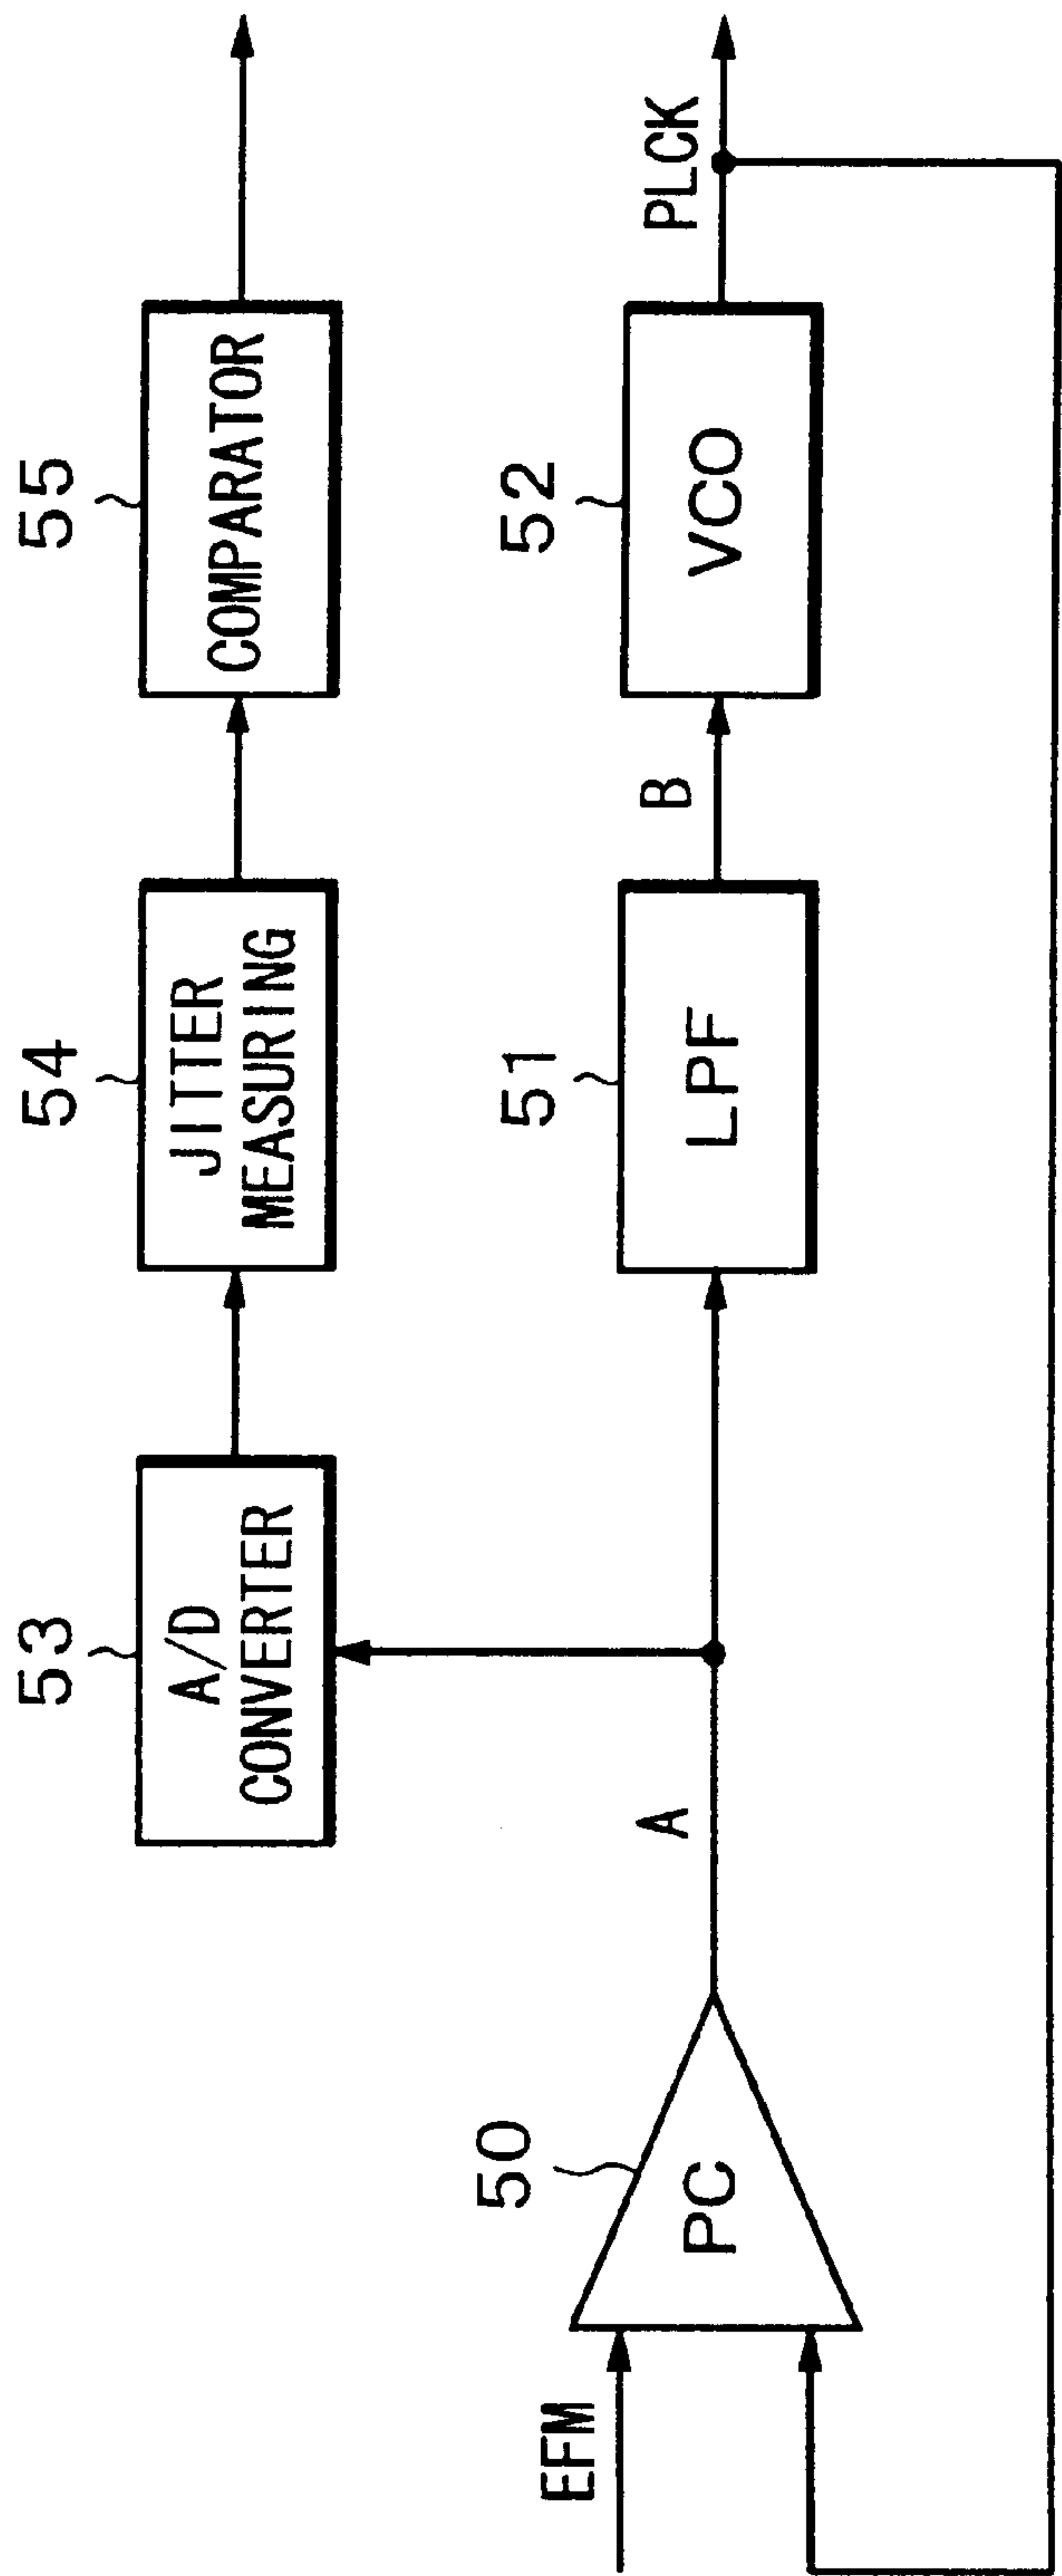 53
A/D
CONVERTER
54
JITTER
MEASURING
55
COMPARATOR
EFM
50
PC
A
51
LPF
B
52
VCO
PLCK